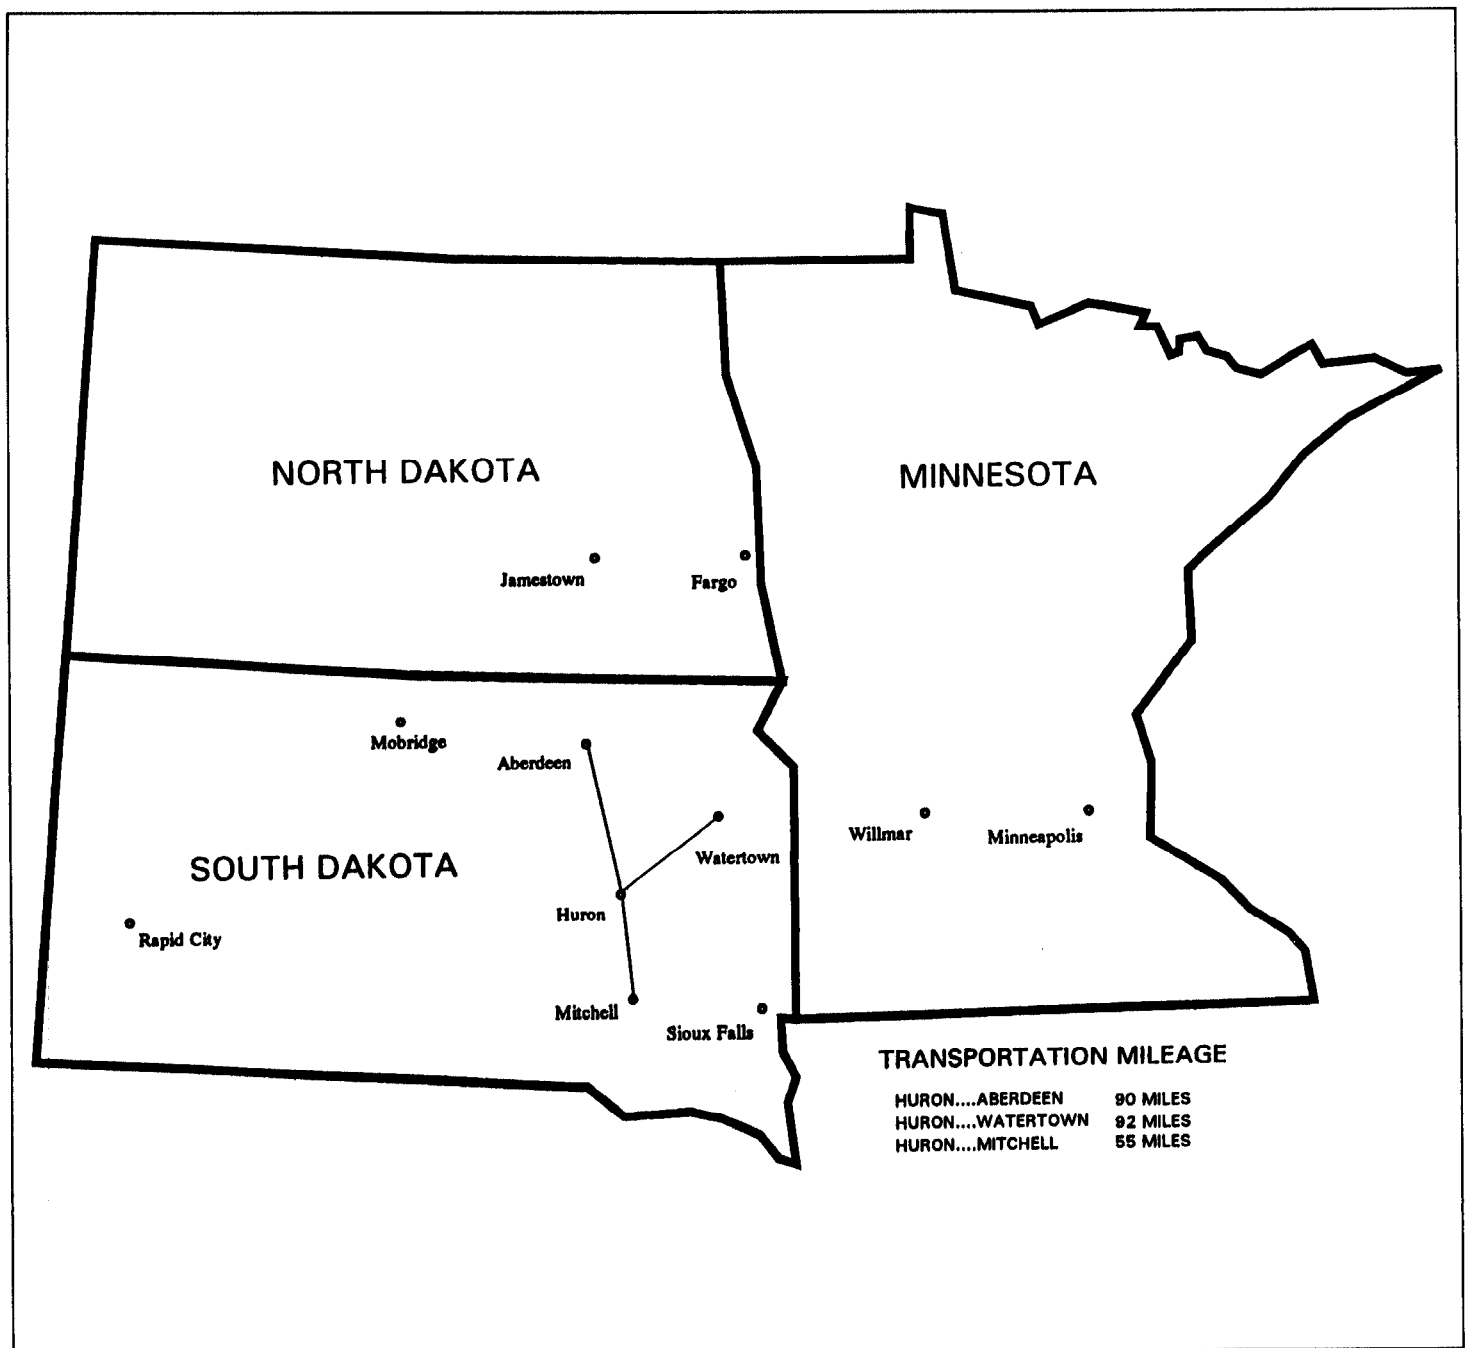 NORTH DAKOTA
MINNESOTA
Jamestown
Fargo
Mobridge
Aberdeen
Willmar
Minneapolis
Watertown
SOUTH DAKOTA
Huron
Rapid City
Mitchell
Sioux Falls
TRANSPORTATION MILEAGE
HURON....ABERDEEN 90 MILES
HURON....WATERTOWN 92 MILES
HURON....MITCHELL 55 MILES